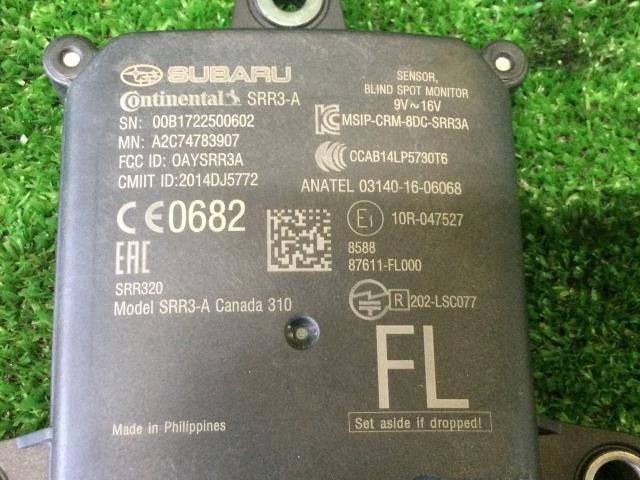 SUBARU
Continental SRR3-A
SN: 00B1722500602
MN: A2C74783907
FCC ID: OAYSRR3A
CMIIT ID:2014DJ5772
CE0682
EAC
SRR320
Model SRR3-A Canada 310
Made in Philippines
SENSOR,
BLIND SPOT MONITOR
9V~16V
MSIP-CRM-8DC-SRR3A
CCAB14LP5730T6
ANATEL 03140-16-06068
E1 10R-047527
8588
87611-FL000
R 202-LSC077
FL
Set aside if dropped!